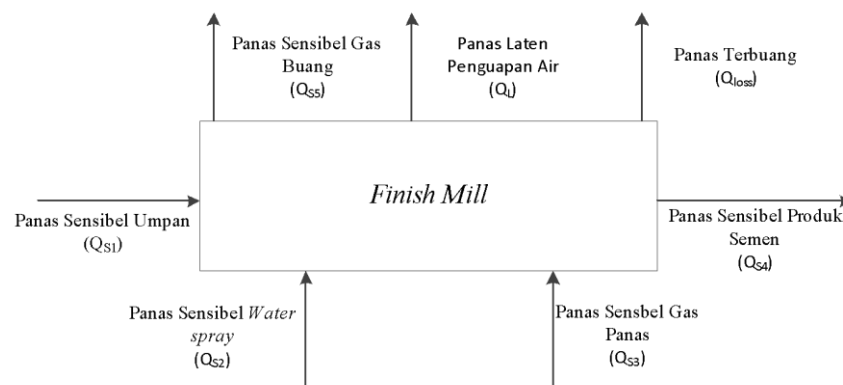 Panas Sensibel Gas
Buang
(QS5)
Panas Laten
Penguapan Air
(QL)
Panas Terbuang
(Qloss)
Finish Mill
Panas Sensibel Umpan
(QS1)
Panas Sensibel Produk
Semen
(QS4)
Panas Sensibel Water
spray
(QS2)
Panas Sensbel Gas
Panas
(QS3)